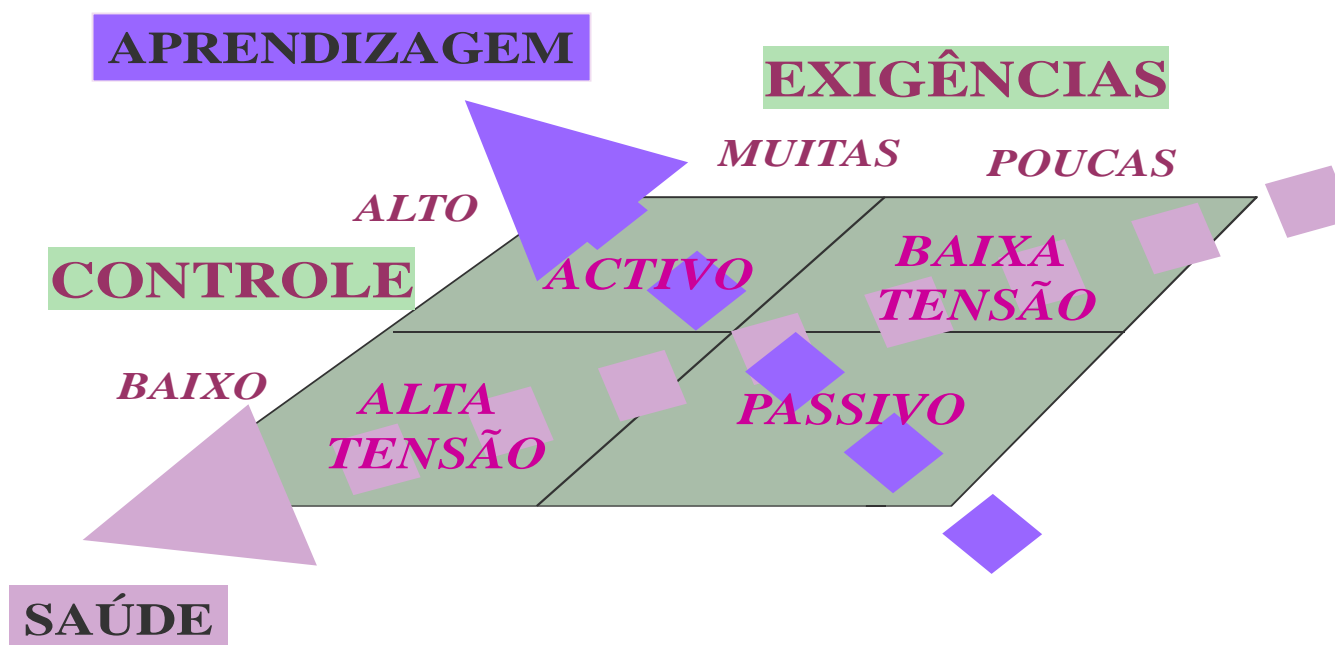 APRENDIZAGEM
EXIGÊNCIAS
MUITAS
POUCAS
ALTO
CONTROLE
ACTIVO
BAIXA
TENSÃO
BAIXO
ALTA
TENSÃO
PASSIVO
SAÚDE